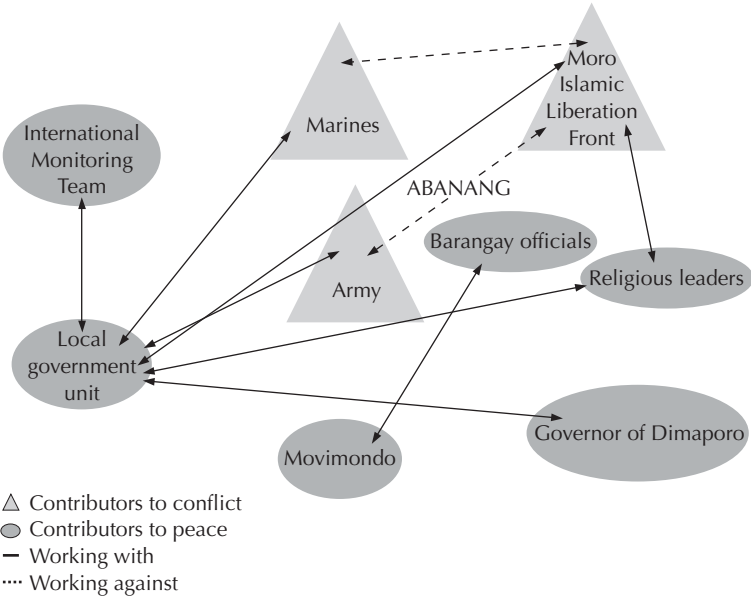 Marines
Moro
Islamic
Liberation
Front
International
Monitoring
Team
ABANANG
Barangay officials
Religious leaders
Army
Local
government
unit
Governor of Dimaporo
Movimondo
Contributors to conflict
Contributors to peace
Working with
Working against